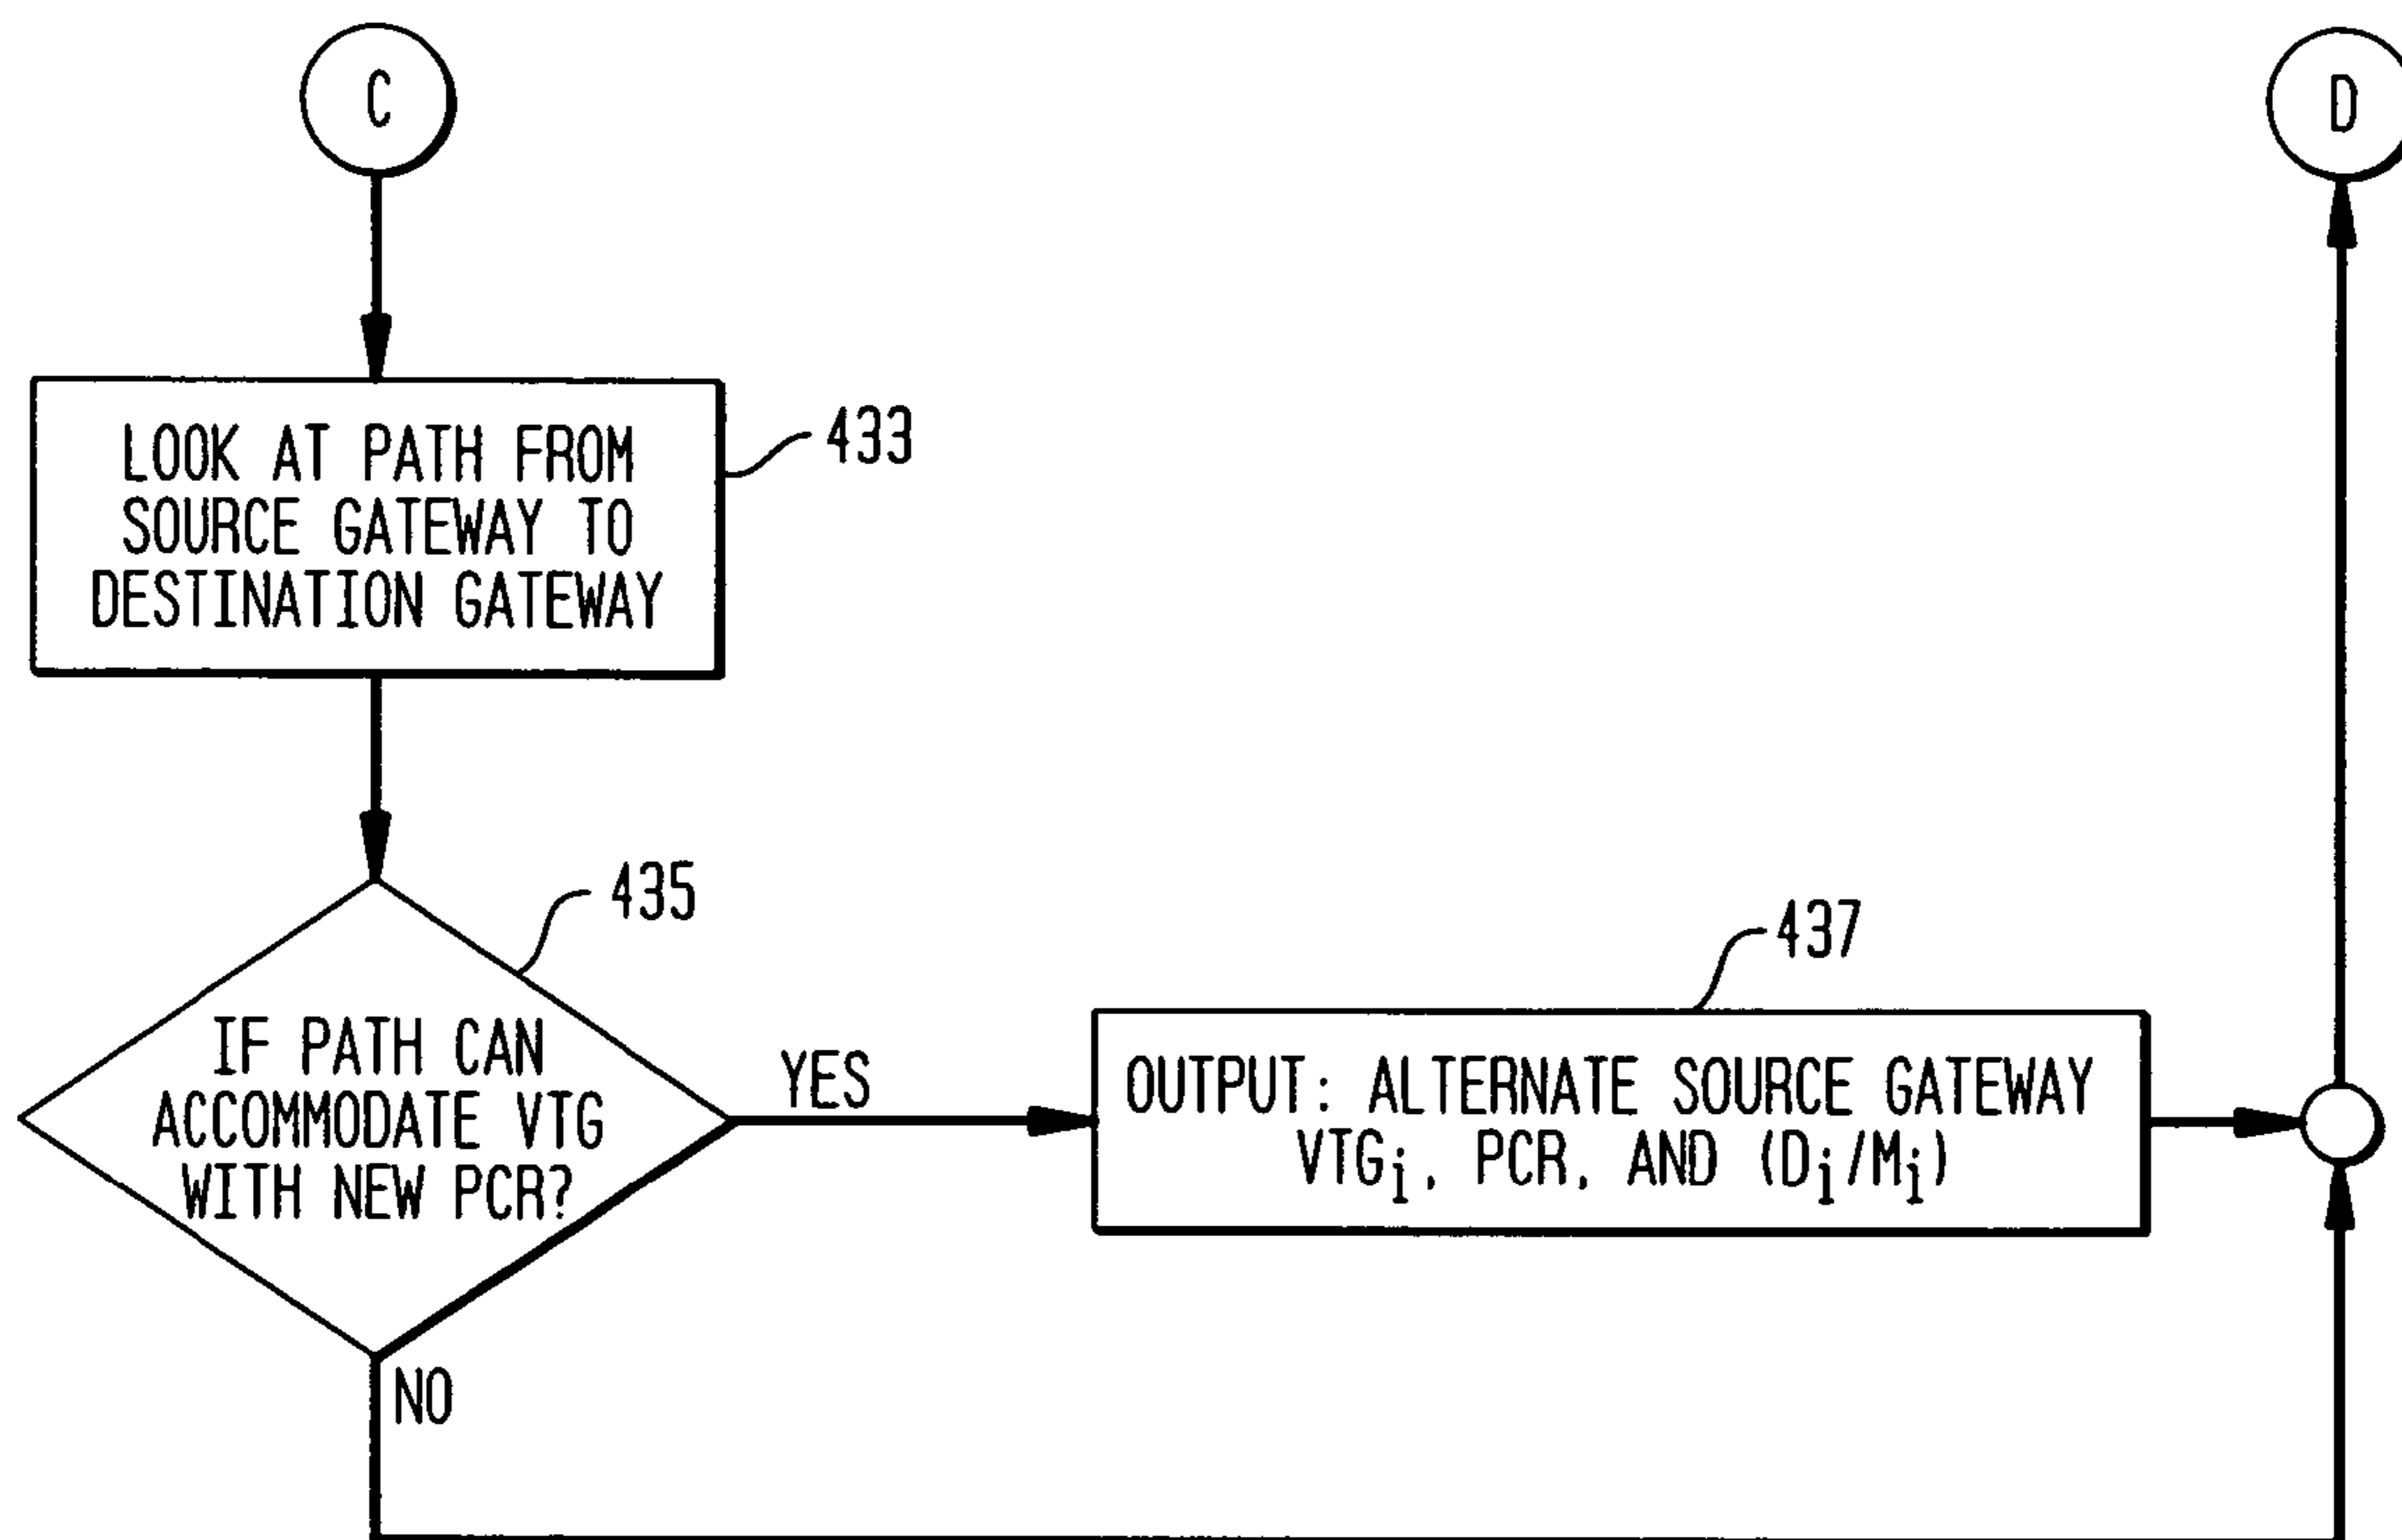 C
D
LOOK AT PATH FROM
SOURCE GATEWAY TO
DESTINATION GATEWAY
433
435
IF PATH CAN
ACCOMMODATE VTG
WITH NEW PCR?
YES
NO
437
OUTPUT: ALTERNATE SOURCE GATEWAY
VTGi, PCR, AND (Di/Mi)